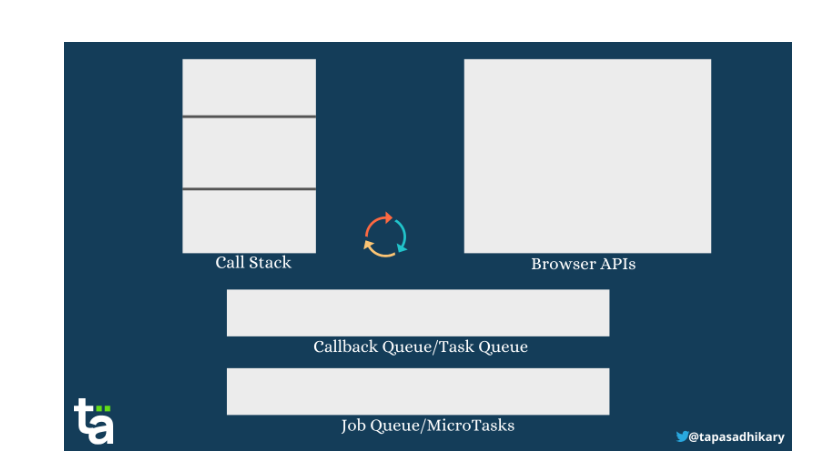 Call Stack
Browser APIs
Callback Queue/Task Queue
Job Queue/MicroTasks
tä
@tapasadhikary